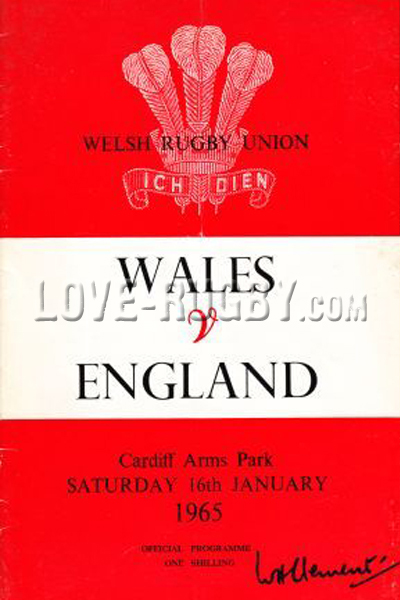 WELSH RUGBY UNION
ICH DIEN
WALES
LOVE-RUGBY.com
v
ENGLAND
Cardiff Arms Park
SATURDAY 16th JANUARY
1965
OFFICIAL PROGRAMME
ONE SHILLING
W H Clement